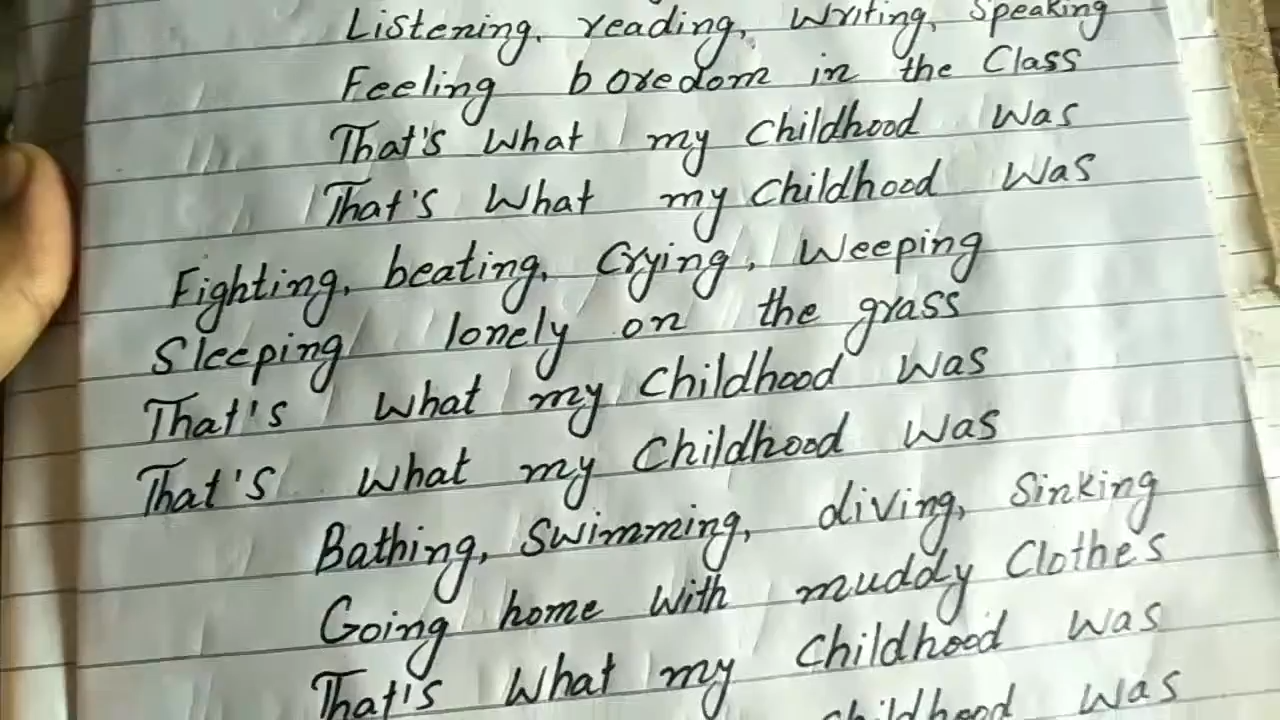 Listening, reading, Writing, Speaking
Feeling boredom in the Class
That's What my Childhood Was
That's What my Childhood Was
Fighting, beating, Crying, Weeping
Sleeping lonely on the grass
That's What my Childhood Was
That's What my Childhood Was
Bathing, Swimming, diving, Sinking
Going home With muddy Clothes
That's What my Childhood Was
childhood Was